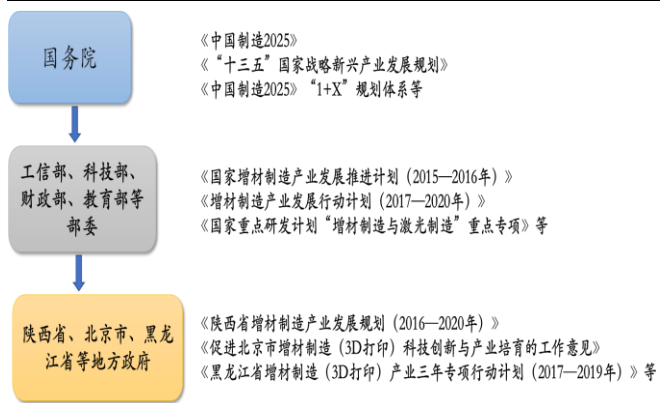 国务院
《中国制造2025》
《“十三五”国家战略新兴产业发展规划》
《中国制造2025》“1+X”规划体系等
工信部、科技部、
财政部、教育部等
部委
《国家增材制造产业发展推进计划（2015—2016年）》
《增材制造产业发展行动计划（2017—2020年）》
《国家重点研发计划“增材制造与激光制造”重点专项》等
陕西省、北京市、黑龙
江省等地方政府
《陕西省增材制造产业发展规划（2016—2020年）》
《促进北京市增材制造（3D打印）科技创新与产业培育的工作意见》
《黑龙江省增材制造（3D打印）产业三年专项行动计划（2017—2019年）》等